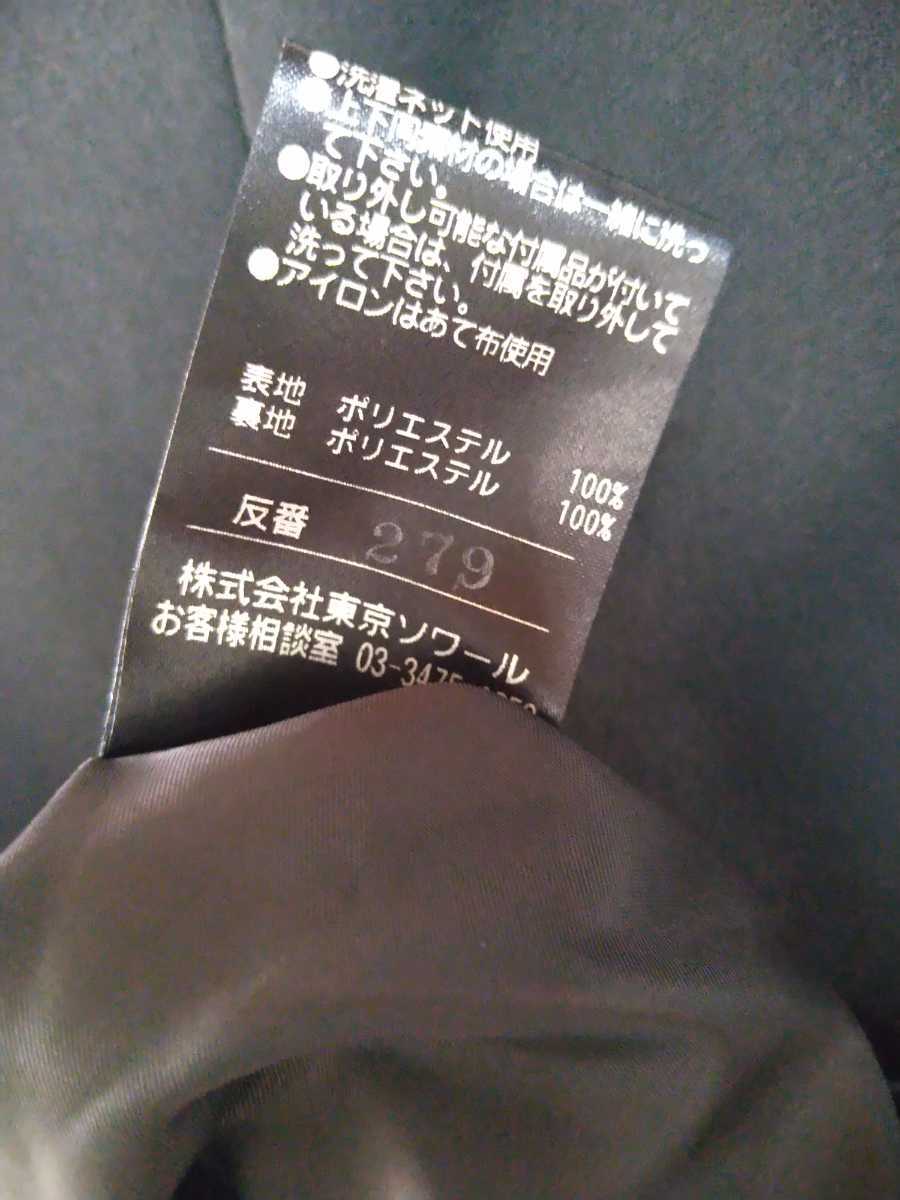 ●洗濯ネット使用
●上下同素材の場合は一緒に洗っ
て下さい。
●取り外し可能な付属品が付いて
いる場合は、付属を取り外して
洗って下さい。
●アイロンはあて布使用
表地 ポリエステル 100%
裏地 ポリエステル 100%
反番 279
株式会社東京ソワール
お客様相談室 03-3475